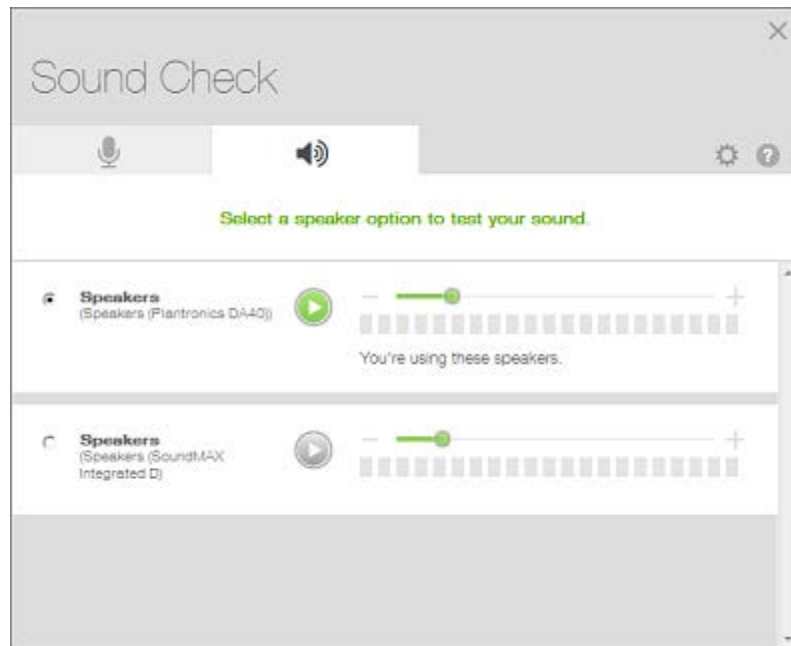 Sound Check
Select a speaker option to test your sound.
Speakers
(Speakers (Plantronics DA40))
You're using these speakers.
Speakers
(Speakers (SoundMAX
Integrated D)